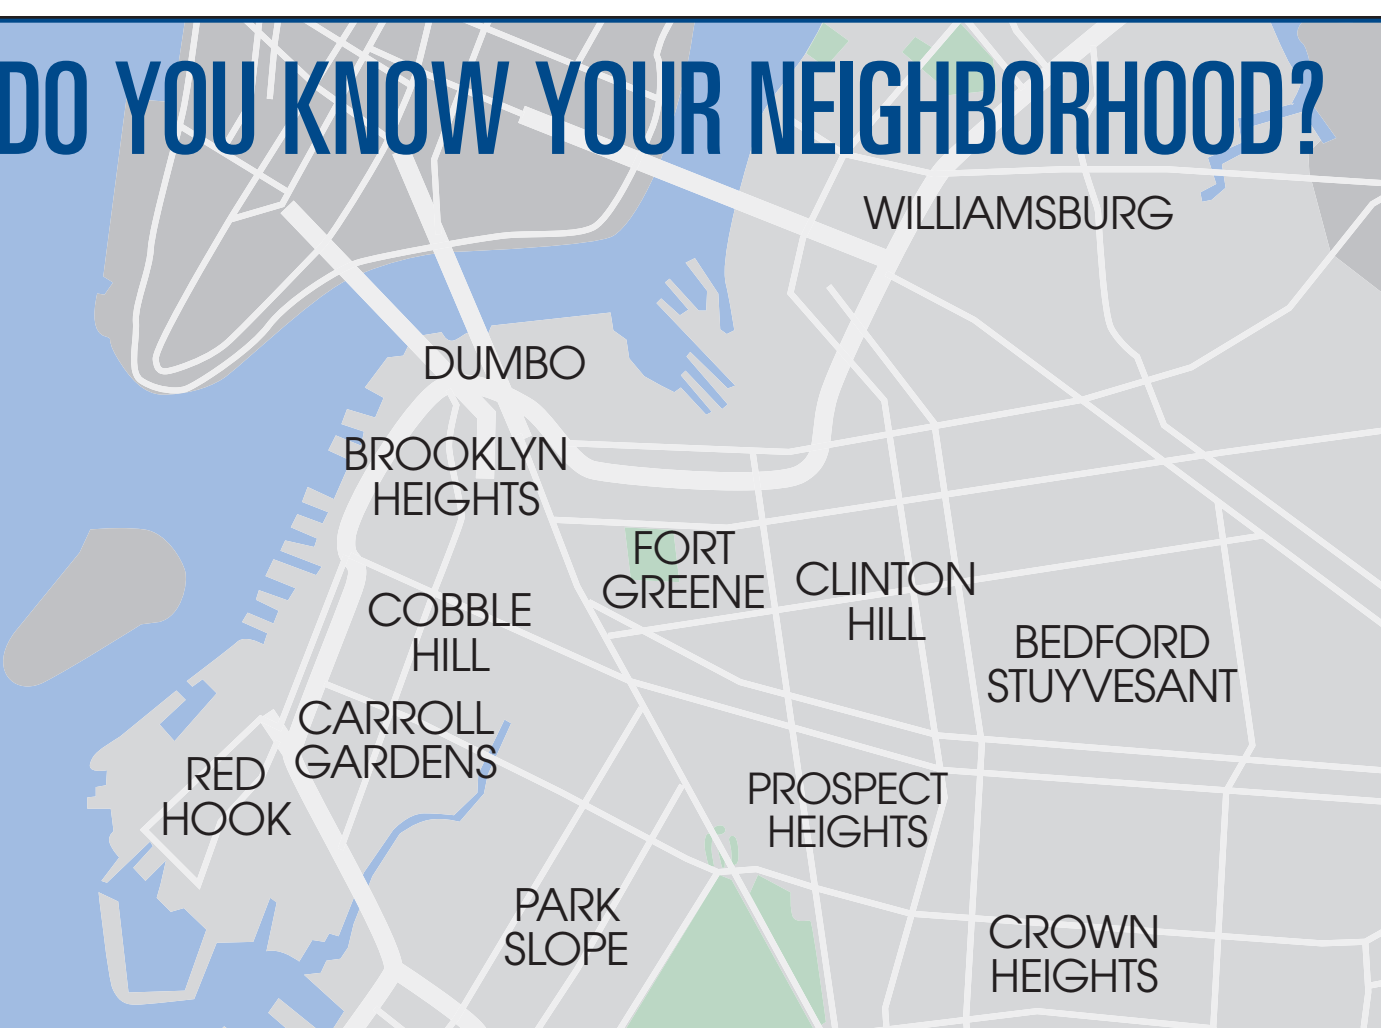 DO YOU KNOW YOUR NEIGHBORHOOD?
WILLIAMSBURG
DUMBO
BROOKLYN
HEIGHTS
FORT
GREENE
CLINTON
HILL
COBBLE
HILL
BEDFORD
STUYVESANT
CARROLL
GARDENS
RED
HOOK
PROSPECT
HEIGHTS
PARK
SLOPE
CROWN
HEIGHTS